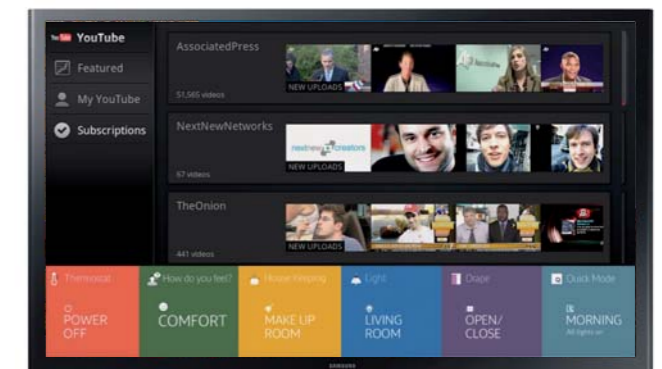 YouTube
Featured
My YouTube
Subscriptions
AssociatedPress
NEW UPLOADS
51,565 videos
NextNewNetworks
nextnew creators
NEW UPLOADS
67 videos
TheOnion
NEW UPLOADS
441 videos
Thermostat
POWER
OFF
How do you feel?
COMFORT
House Keeping
MAKE UP
ROOM
Light
LIVING
ROOM
Drape
OPEN/
CLOSE
Quick Mode
MORNING
All lights on
SAMSUNG